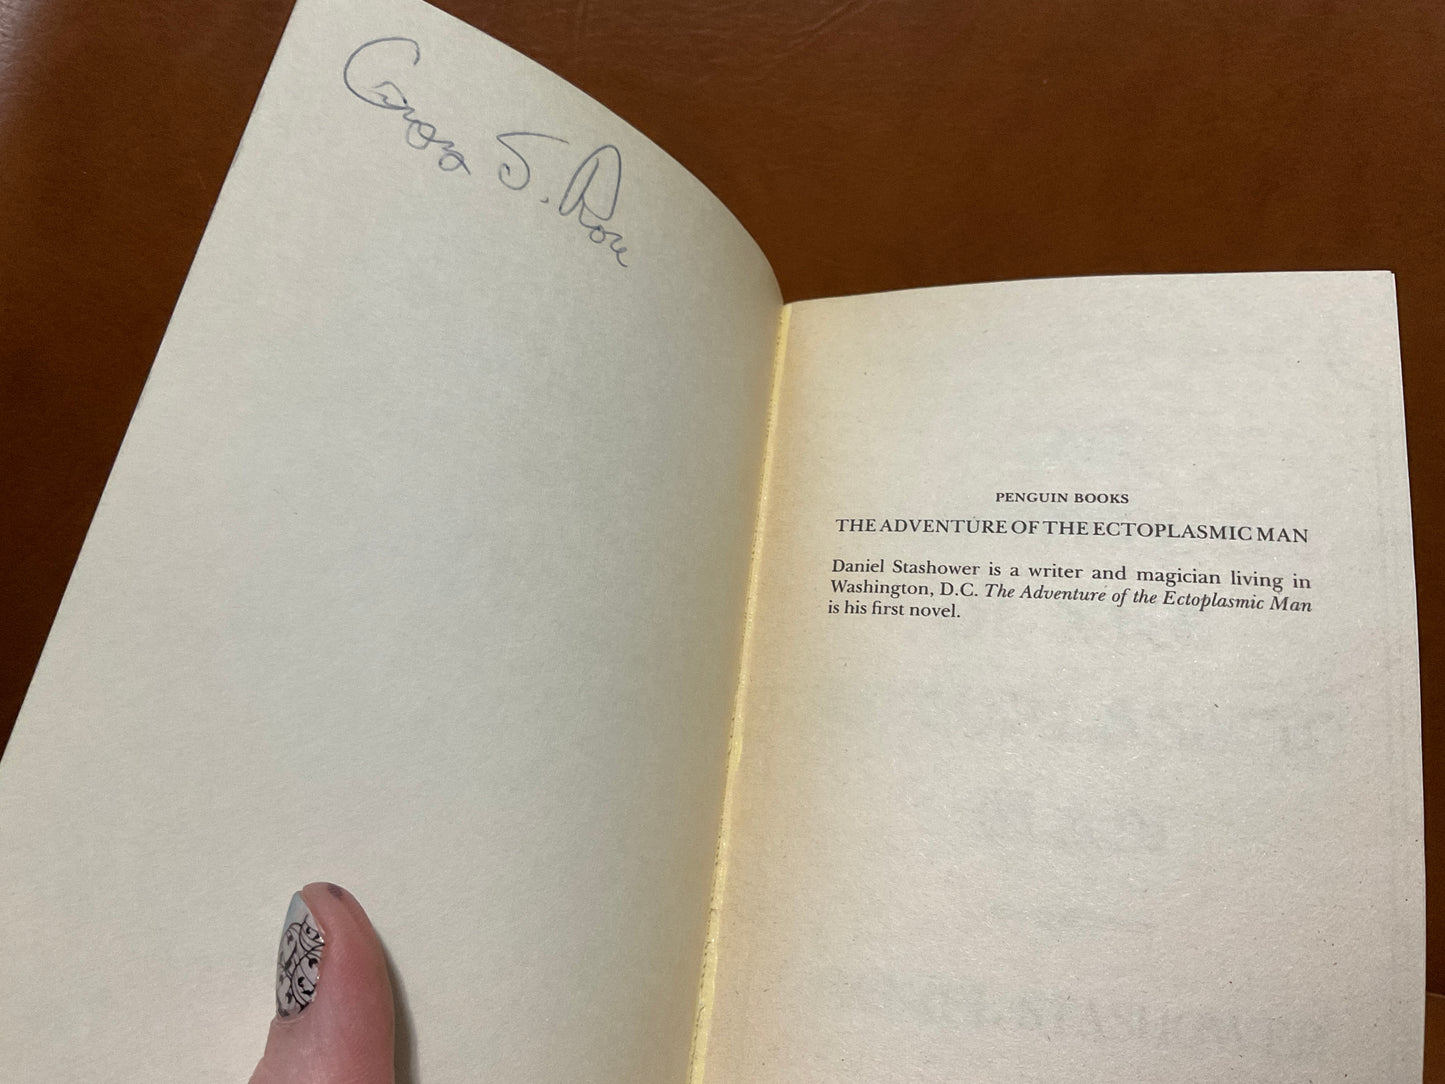 S. Rose
PENGUIN BOOKS
THE ADVENTURE OF THE ECTOPLASMIC MAN
Daniel Stashower is a writer and magician living in
Washington, D.C. The Adventure of the Ectoplasmic Man
is his first novel.